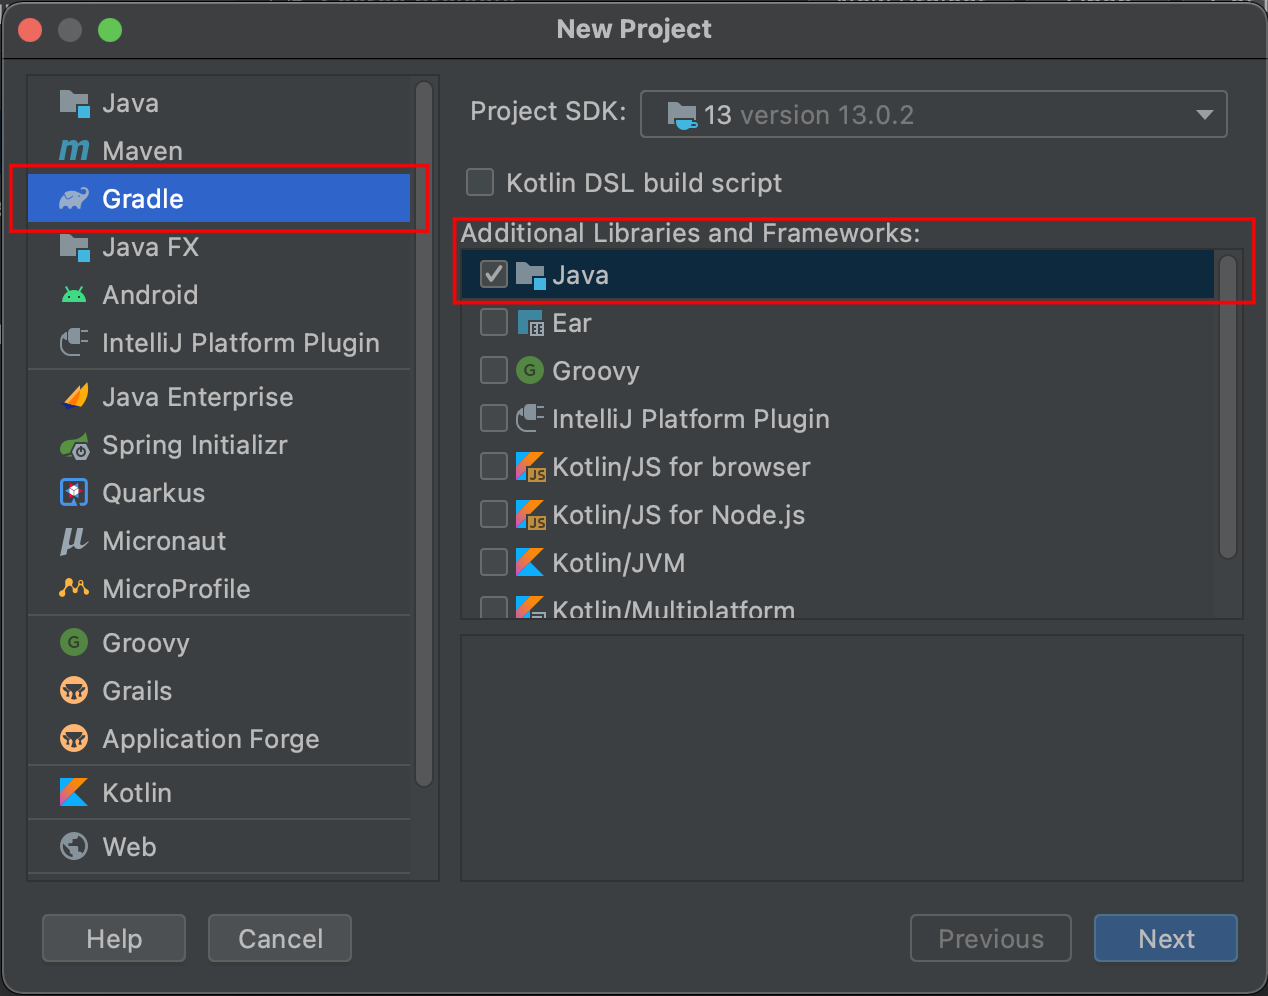 New Project
Java
Maven
Gradle
Java FX
Android
IntelliJ Platform Plugin
Java Enterprise
Spring Initializr
Quarkus
Micronaut
MicroProfile
Groovy
Grails
Application Forge
Kotlin
Web
Project SDK: 13 version 13.0.2
Kotlin DSL build script
Additional Libraries and Frameworks:
Java
Ear
Groovy
IntelliJ Platform Plugin
Kotlin/JS for browser
Kotlin/JS for Node.js
Kotlin/JVM
Kotlin/Multiplatform
Help
Cancel
Previous
Next